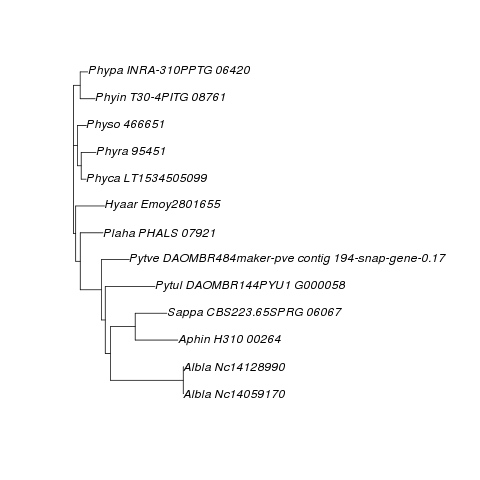 Phypa INRA-310PPTG 06420
Phyin T30-4PITG 08761
Physo 466651
Phyra 95451
Phyca LT1534505099
Hyaar Emoy2801655
Plaha PHALS 07921
Pytve DAOMBR484maker-pve contig 194-snap-gene-0.17
Pytul DAOMBR144PYU1 G000058
Sappa CBS223.65SPRG 06067
Aphin H310 00264
Albla Nc14128990
Albla Nc14059170